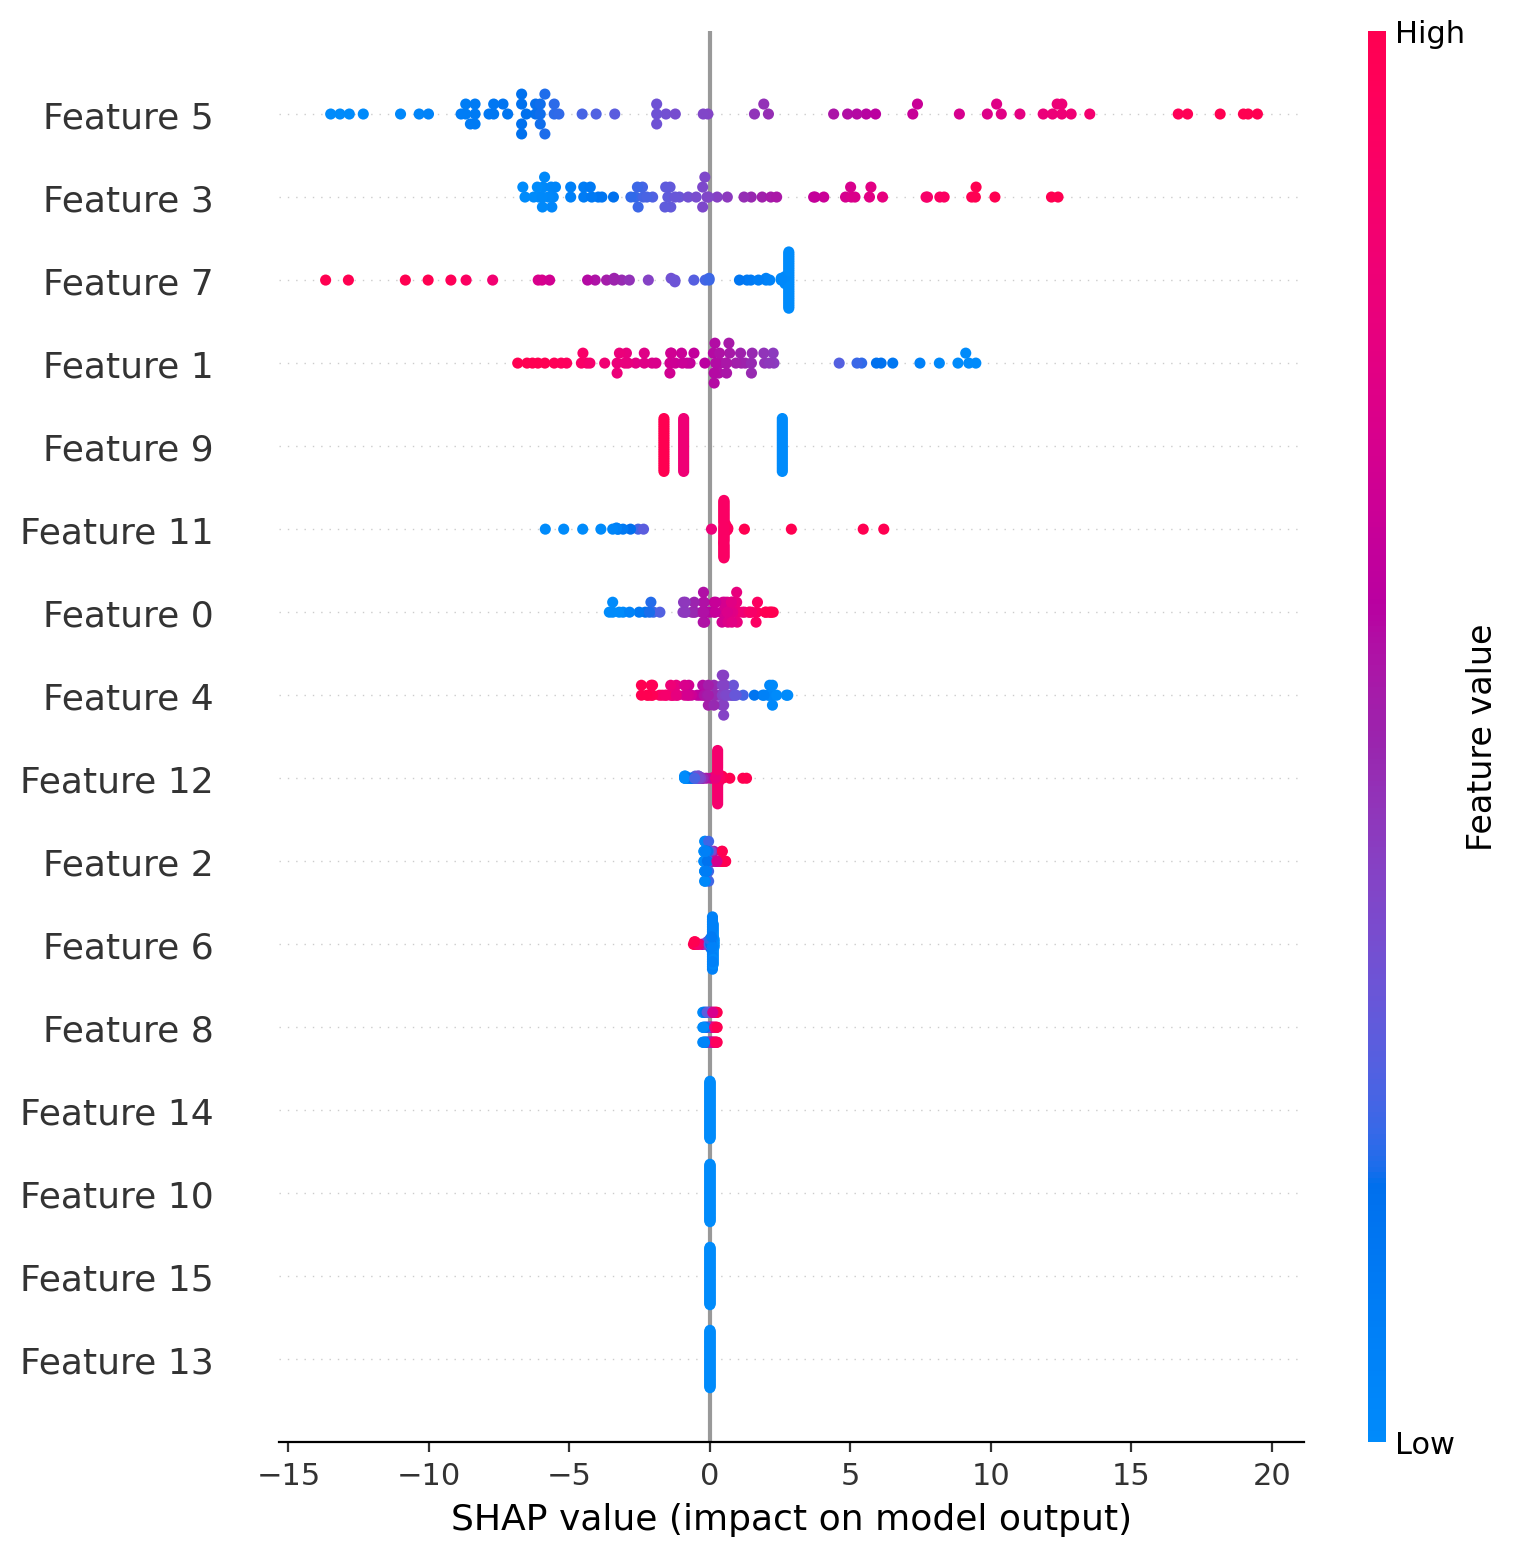 High
Feature 5
Feature 3
Feature 7
Feature 1
Feature 9
Feature 11
Feature 0
Feature 4
Feature 12
Feature 2
Feature 6
Feature 8
Feature 14
Feature 10
Feature 15
Feature 13
Feature value
Low
−15 −10 −5 0 5 10 15 20
SHAP value (impact on model output)